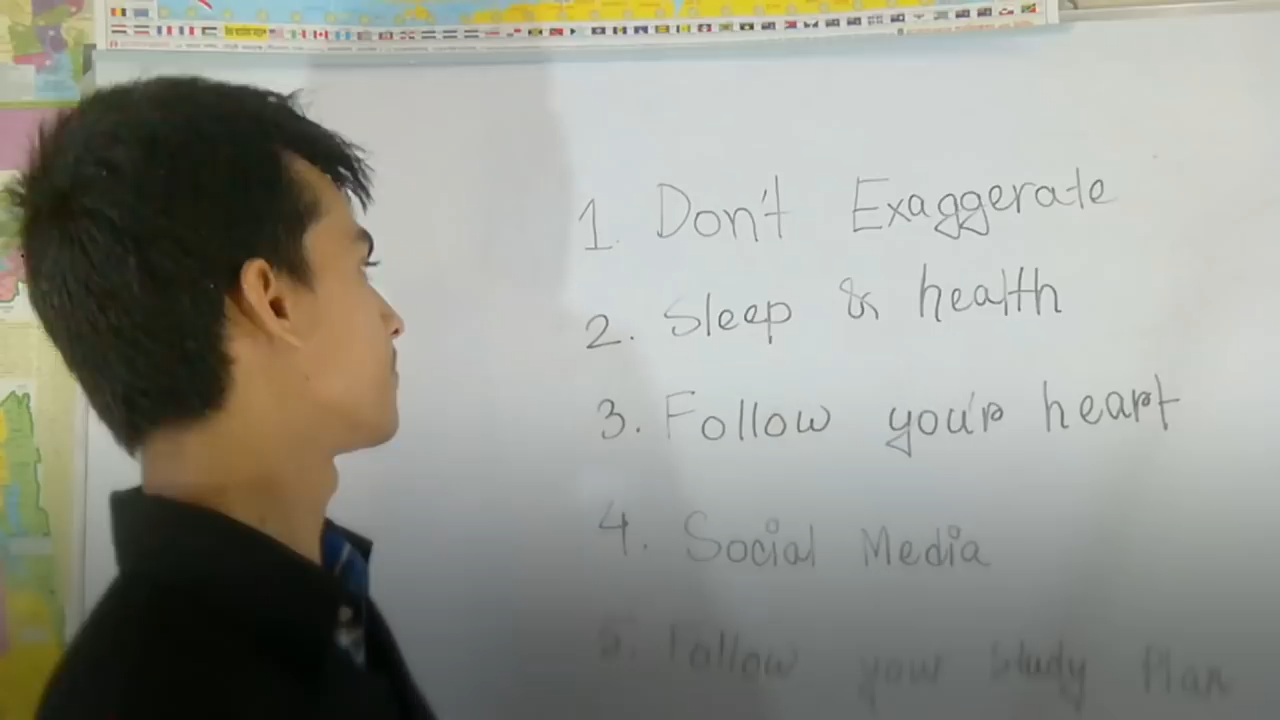 1. Don't Exaggerate
2. Sleep & health
3. Follow your heart
4. Social Media
5. Follow your Study Plan